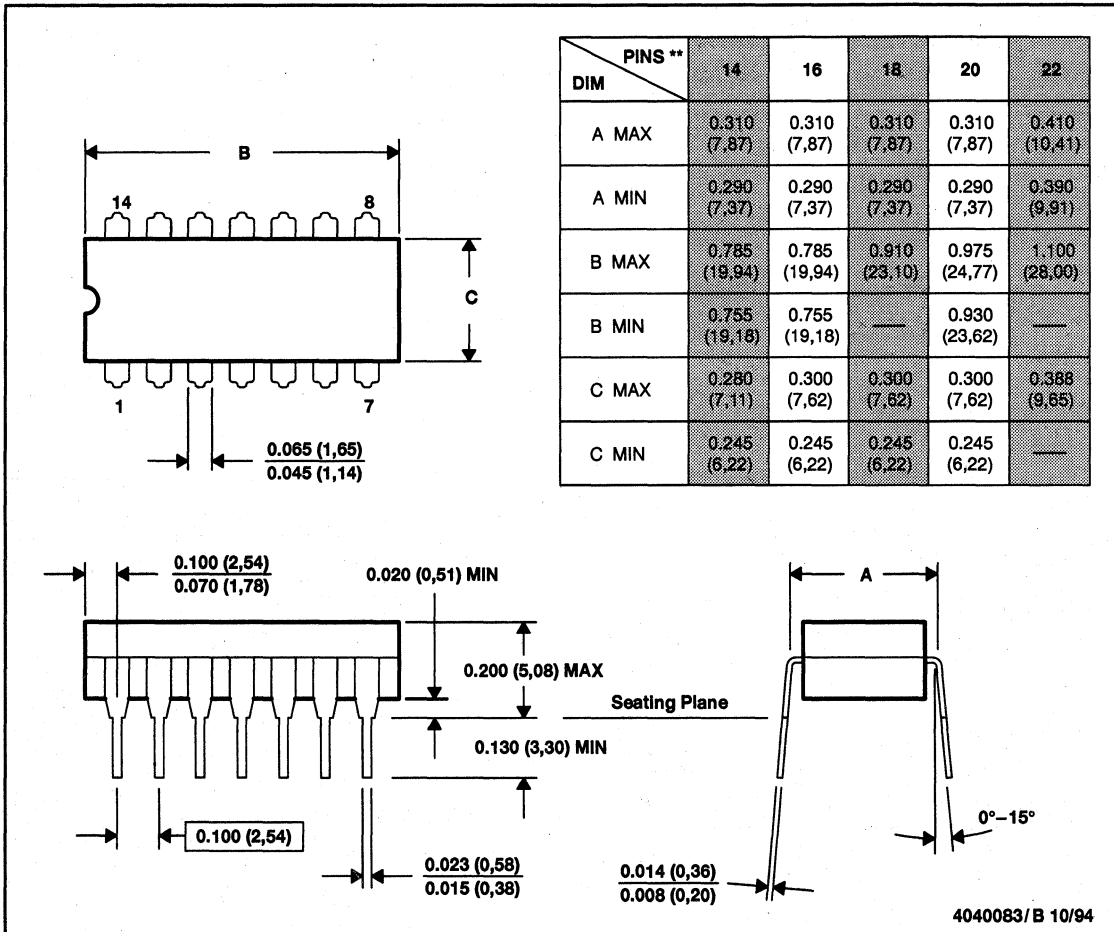 PINS **
DIM
14 16 18 20 22
A MAX 0.310 (7,87) 0.310 (7,87) 0.310 (7,87) 0.310 (7,87) 0.410 (10,41)
A MIN 0.290 (7,37) 0.290 (7,37) 0.290 (7,37) 0.290 (7,37) 0.390 (9,91)
B MAX 0.785 (19,94) 0.785 (19,94) 0.910 (23,10) 0.975 (24,77) 1.100 (28,00)
B MIN 0.755 (19,18) 0.755 (19,18) — 0.930 (23,62) —
C MAX 0.280 (7,11) 0.300 (7,62) 0.300 (7,62) 0.300 (7,62) 0.388 (9,65)
C MIN 0.245 (6,22) 0.245 (6,22) 0.245 (6,22) 0.245 (6,22) —
B
14 8
C
1 7
0.065 (1,65)
0.045 (1,14)
0.100 (2,54)
0.070 (1,78)
0.020 (0,51) MIN
0.200 (5,08) MAX
Seating Plane
0.130 (3,30) MIN
0.100 (2,54)
0.023 (0,58)
0.015 (0,38)
A
0°–15°
0.014 (0,36)
0.008 (0,20)
4040083/B 10/94